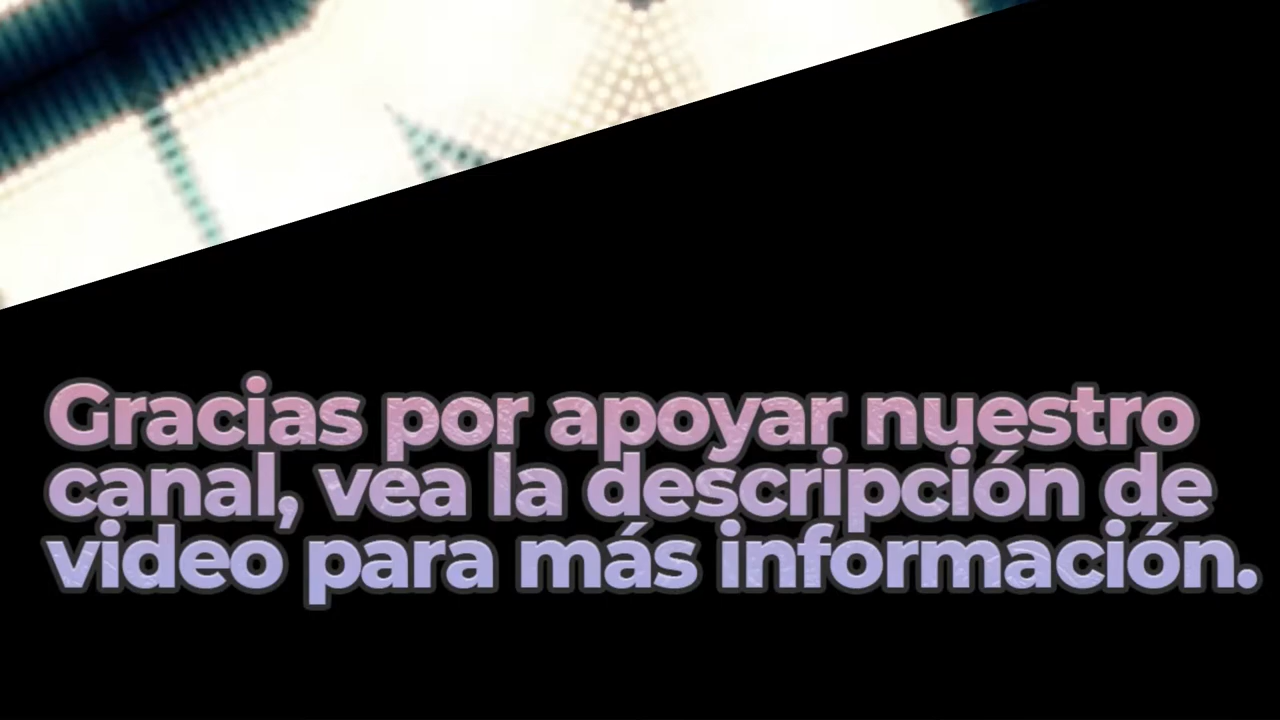 Gracias por apoyar nuestro
canal, vea la descripción de
video para más información.